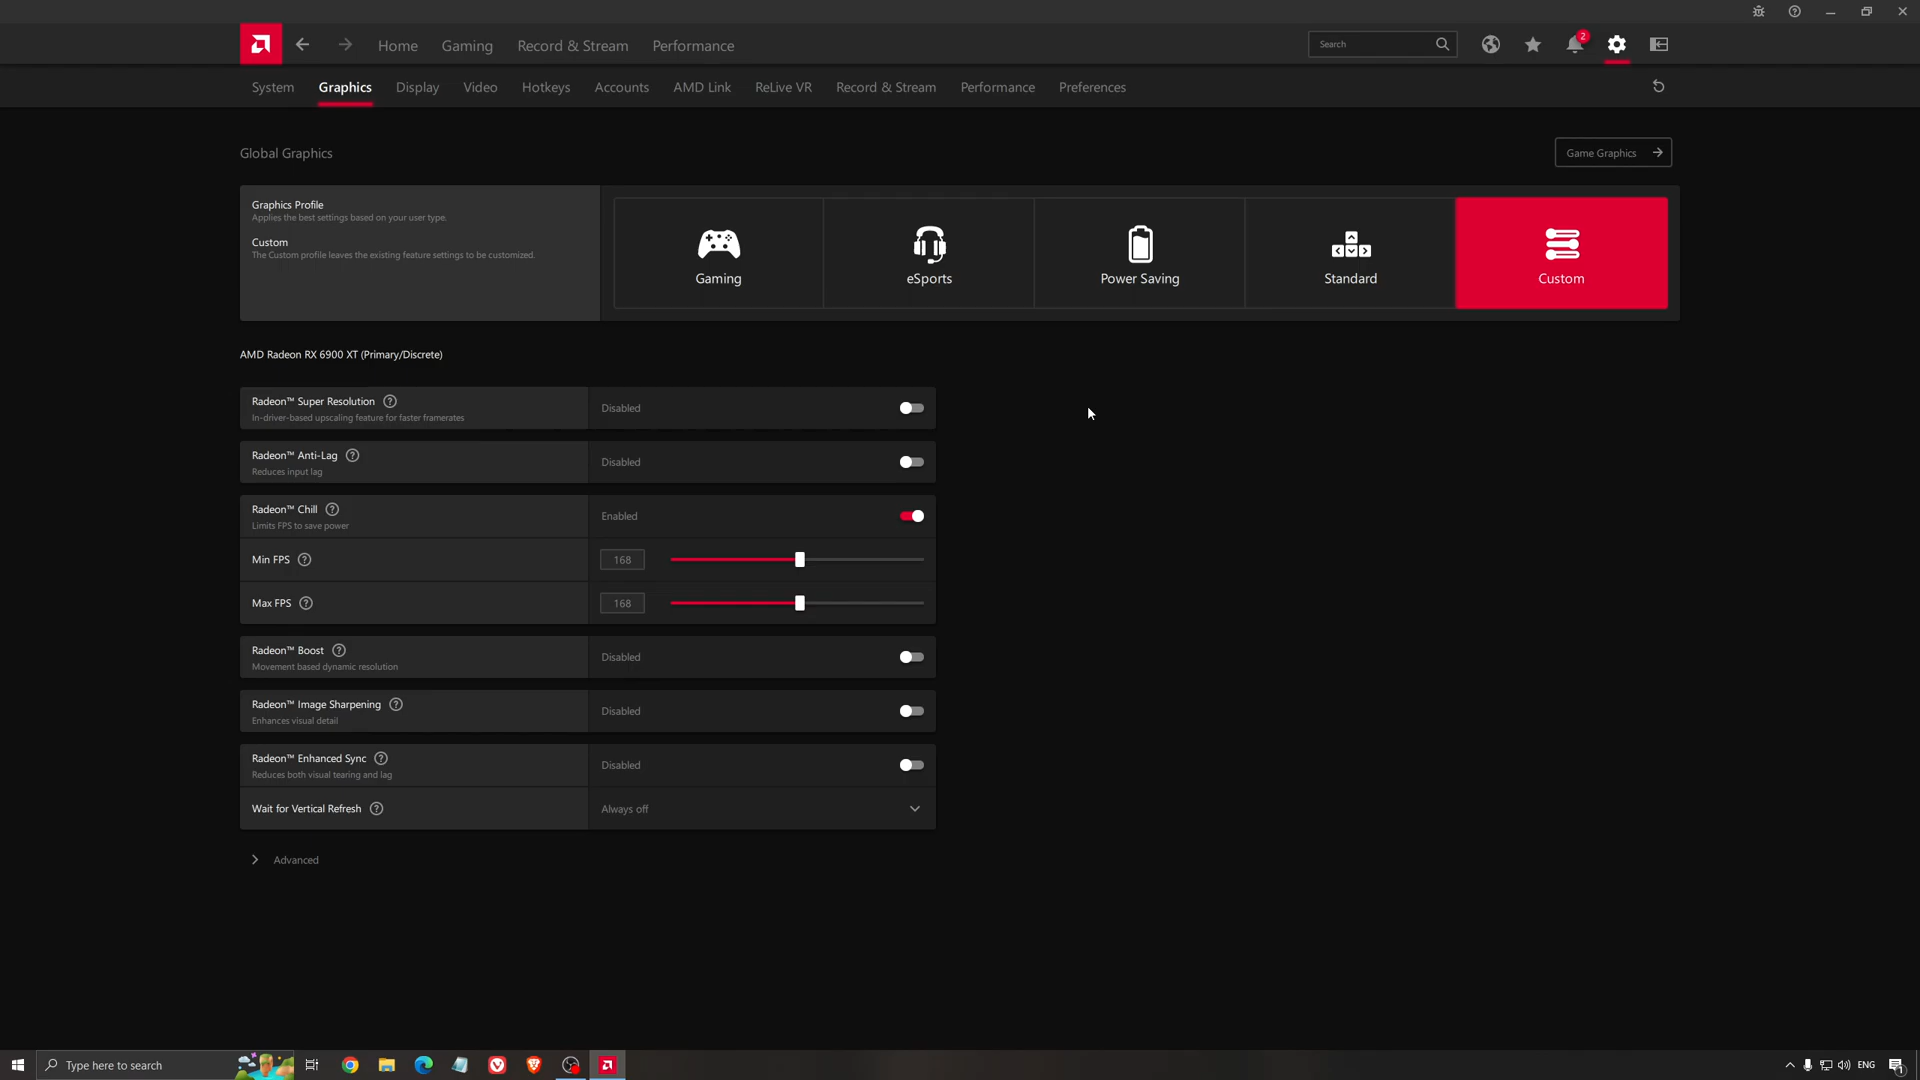 Home Gaming Record & Stream Performance Search 2
System Graphics Display Video Hotkeys Accounts AMD Link ReLive VR Record & Stream Performance Preferences
Global Graphics
Game Graphics
Graphics Profile
Applies the best settings based on your user type.
Custom
The Custom profile leaves the existing feature settings to be customized.
Gaming eSports Power Saving Standard Custom
AMD Radeon RX 6900 XT (Primary/Discrete)
Radeon™ Super Resolution ?
In-driver-based upscaling feature for faster framerates
Disabled
Radeon™ Anti-Lag ?
Reduces input lag
Disabled
Radeon™ Chill ?
Limits FPS to save power
Enabled
Min FPS ? 168
Max FPS ? 168
Radeon™ Boost ?
Movement based dynamic resolution
Disabled
Radeon™ Image Sharpening ?
Enhances visual detail
Disabled
Radeon™ Enhanced Sync ?
Reduces both visual tearing and lag
Disabled
Wait for Vertical Refresh ? Always off
Advanced
Type here to search ENG 1